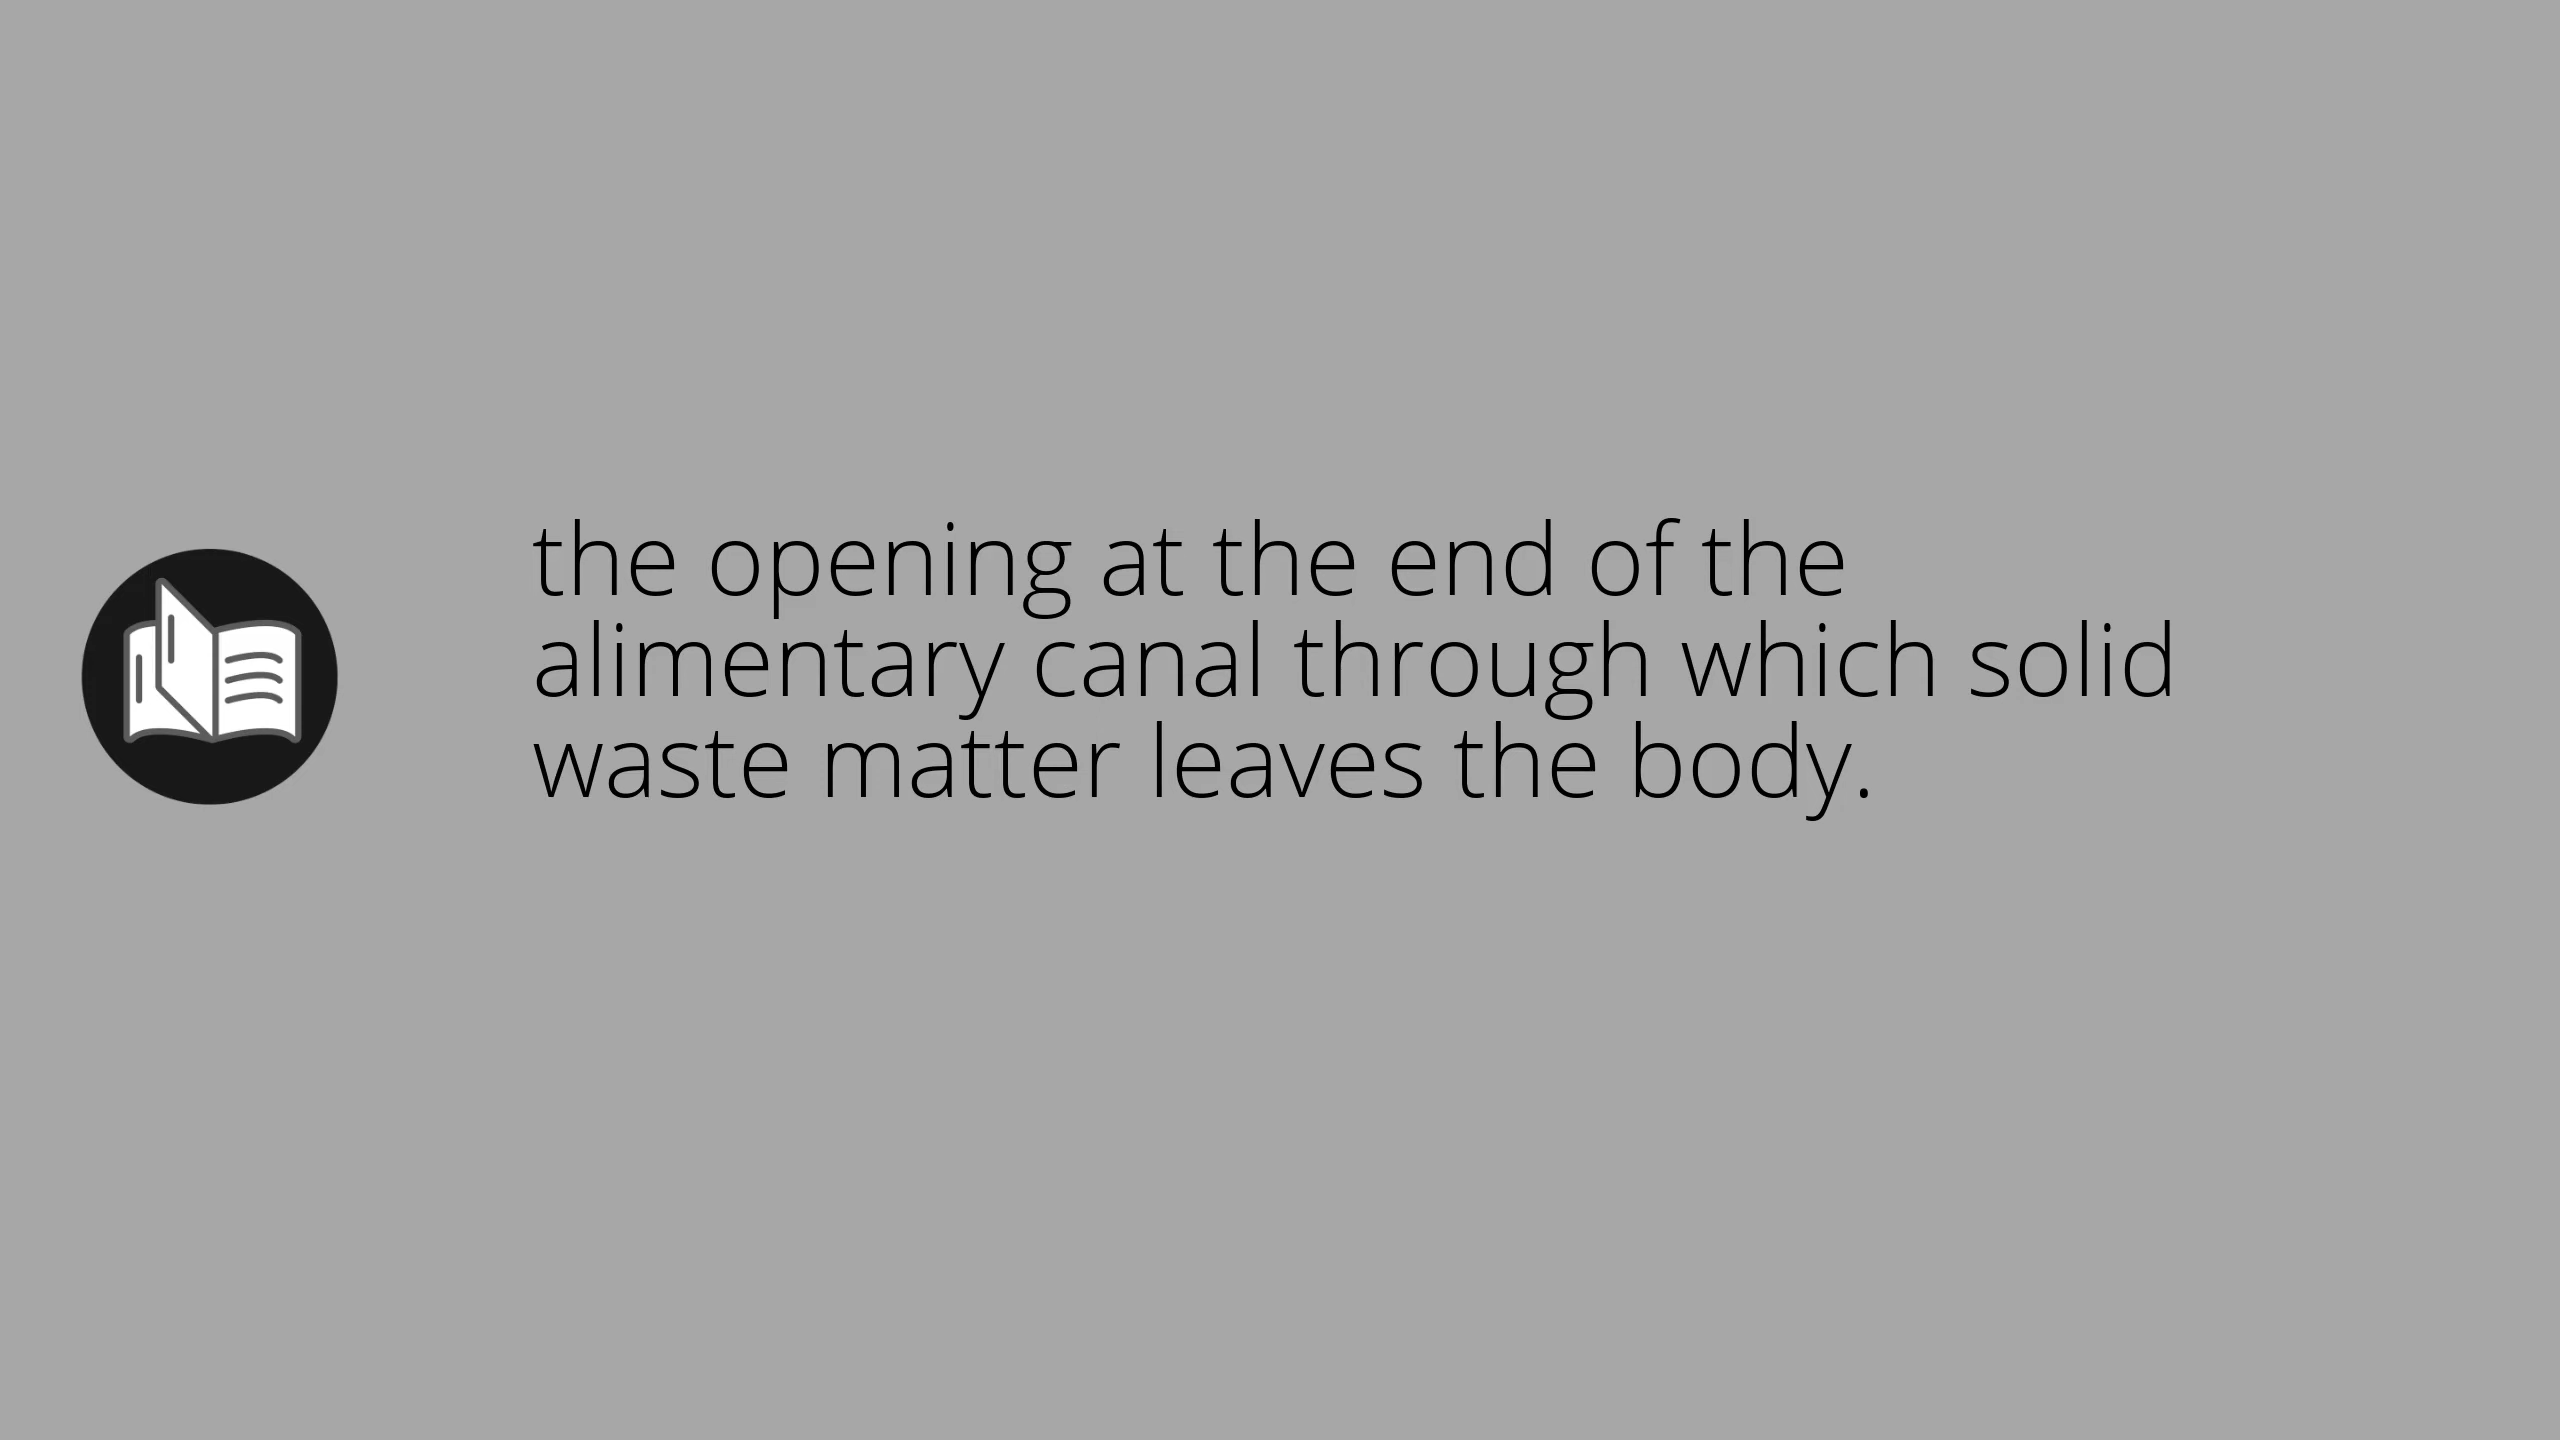 the opening at the end of the
alimentary canal through which solid
waste matter leaves the body.